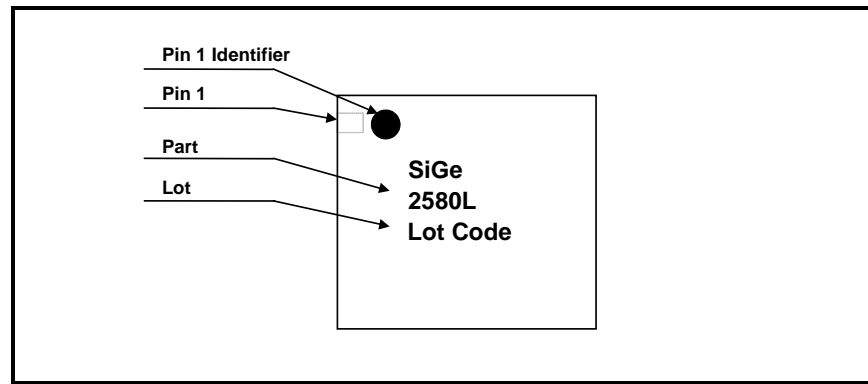 Pin 1 Identifier
Pin 1
Part
Lot
SiGe
2580L
Lot Code